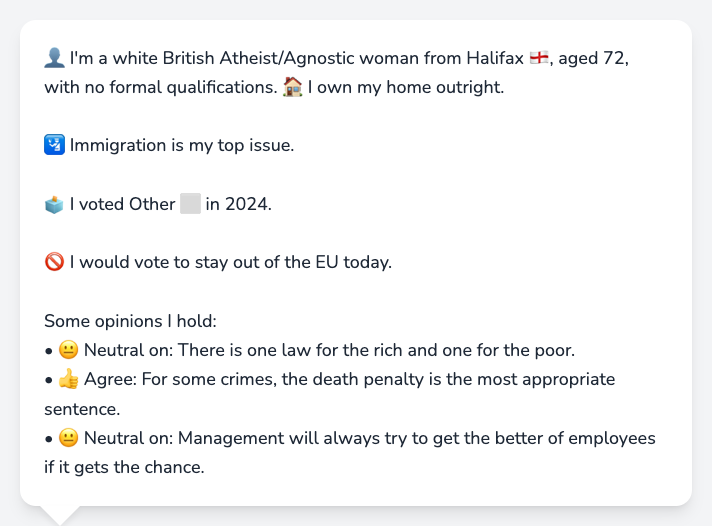 👤 I'm a white British Atheist/Agnostic woman from Halifax 🏴󠁧󠁢󠁥󠁮󠁧󠁿, aged 72,
with no formal qualifications. 🏠 I own my home outright.
🛂 Immigration is my top issue.
🗳️ I voted Other ⬜ in 2024.
🚫 I would vote to stay out of the EU today.
Some opinions I hold:
• 😐 Neutral on: There is one law for the rich and one for the poor.
• 👍 Agree: For some crimes, the death penalty is the most appropriate
sentence.
• 😐 Neutral on: Management will always try to get the better of employees
if it gets the chance.